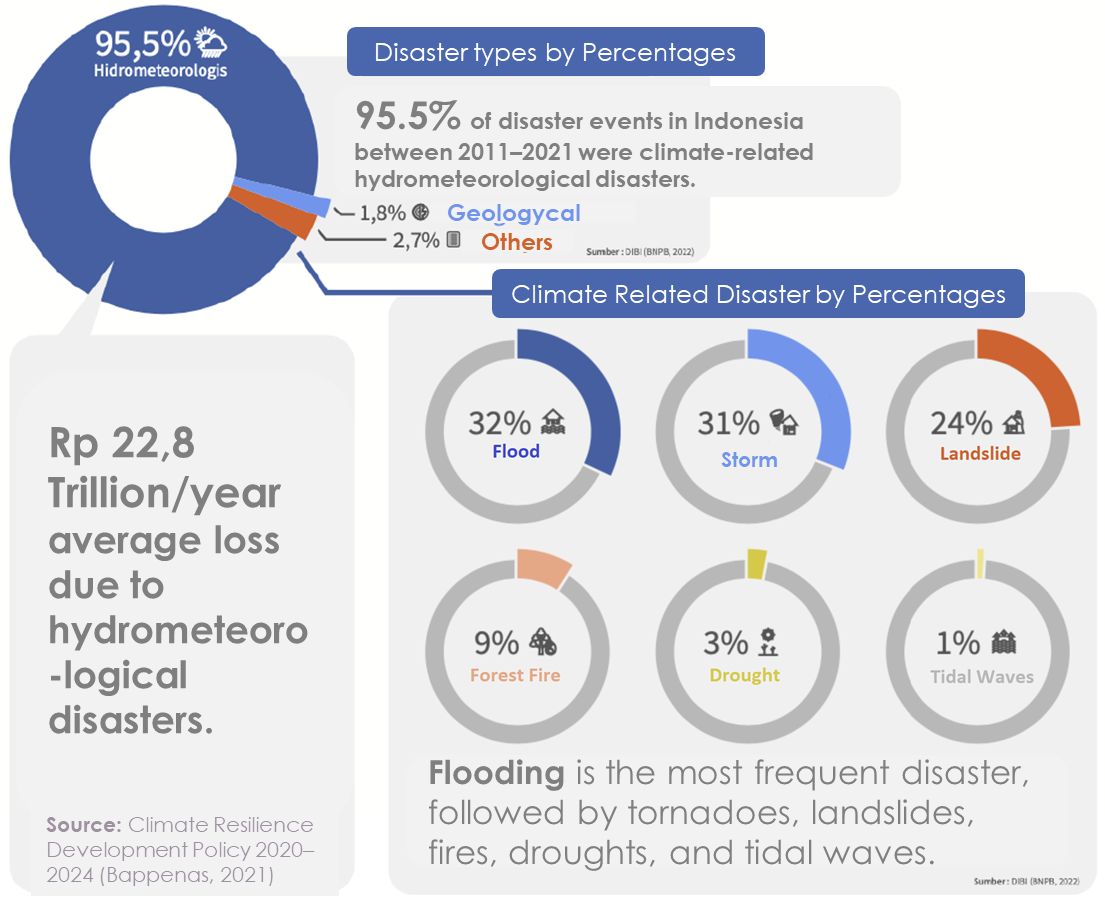 95,5%
Hidrometeorologis
Disaster types by Percentages
95.5% of disaster events in Indonesia
between 2011–2021 were climate-related
hydrometeorological disasters.
1,8% Geologycal
2,7% Others
Sumber : DIBI (BNPB, 2022)
Climate Related Disaster by Percentages
32%
Flood
31%
Storm
24%
Landslide
9%
Forest Fire
3%
Drought
1%
Tidal Waves
Flooding is the most frequent disaster,
followed by tornadoes, landslides,
fires, droughts, and tidal waves.
Sumber : DIBI (BNPB, 2022)
Rp 22,8
Trillion/year
average loss
due to
hydrometeoro
-logical
disasters.
Source: Climate Resilience
Development Policy 2020–
2024 (Bappenas, 2021)